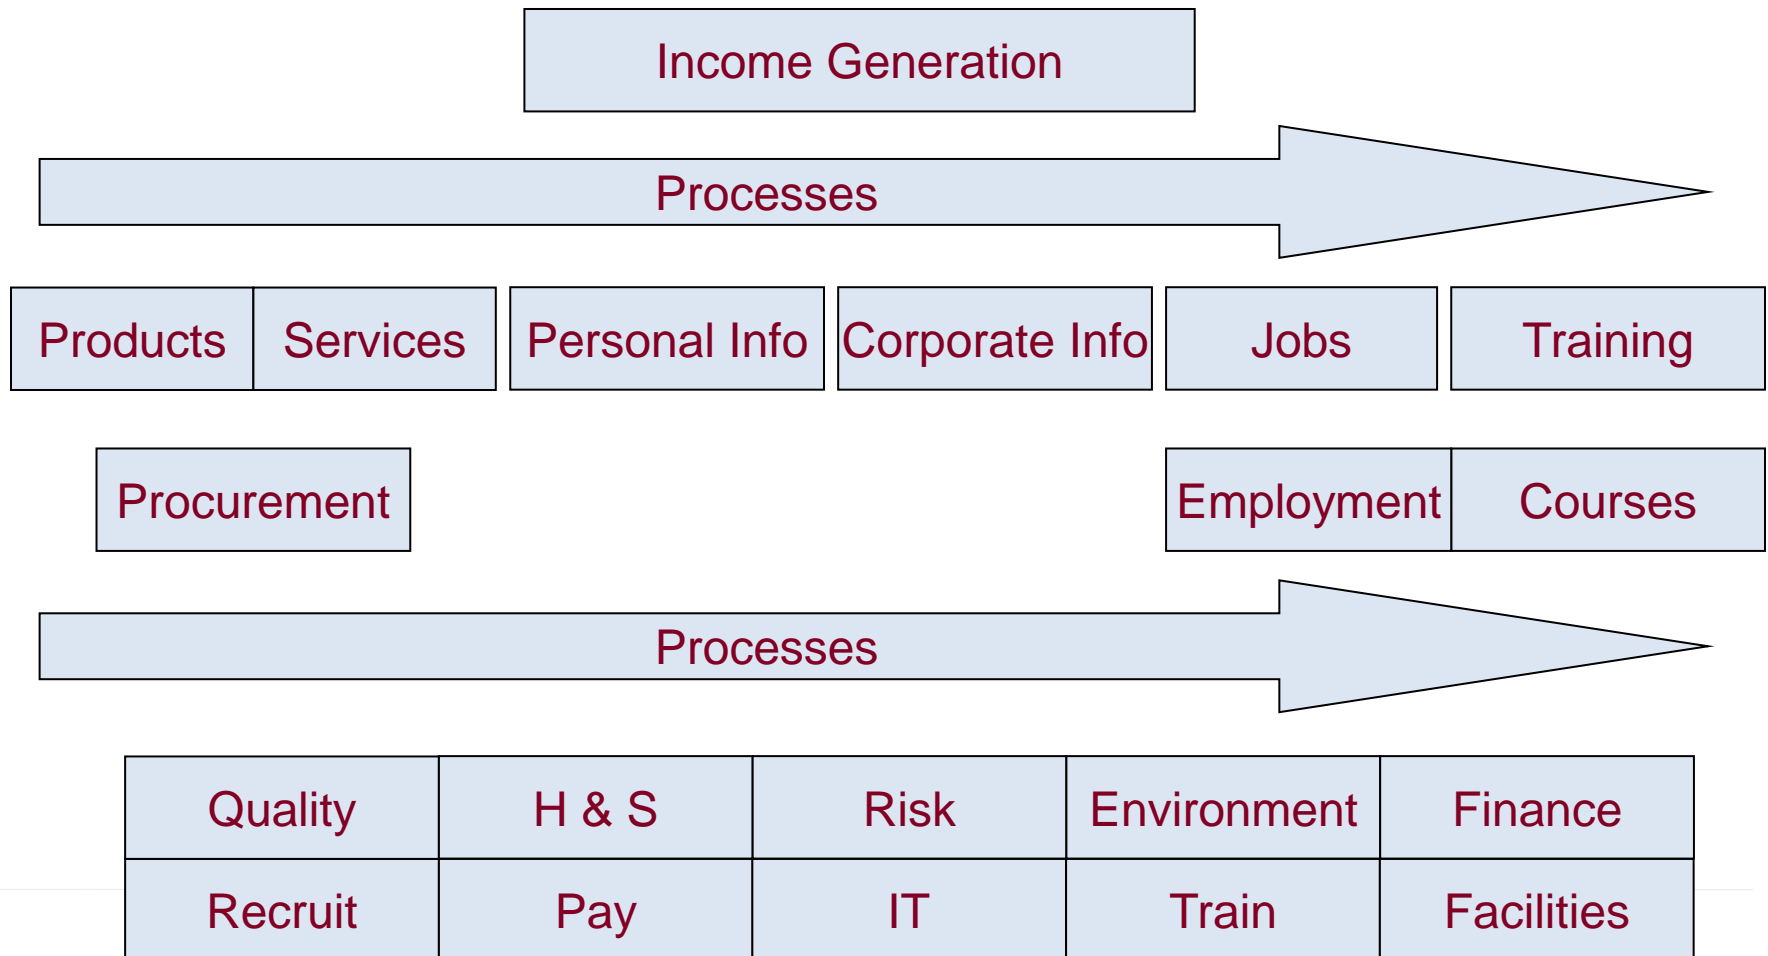 Income Generation
Processes
Products Services Personal Info Corporate Info Jobs Training
Procurement Employment Courses
Processes
Quality H & S Risk Environment Finance
Recruit Pay IT Train Facilities